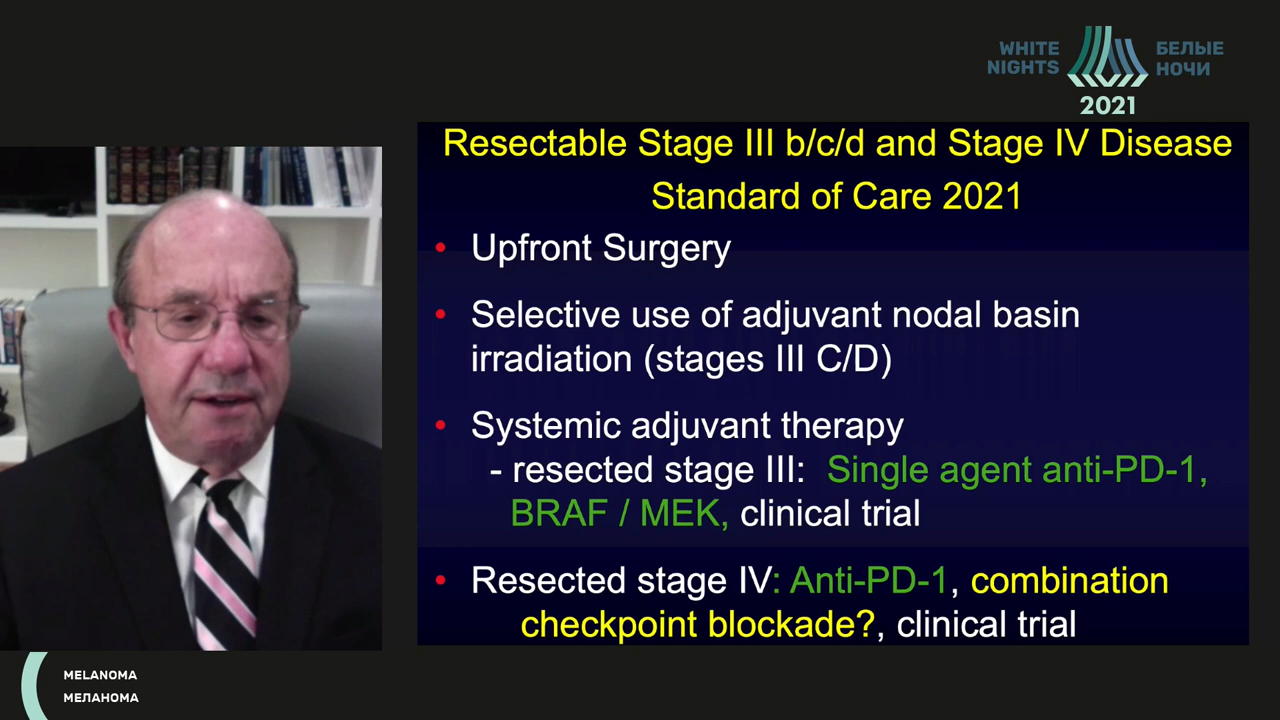 WHITE
NIGHTS
БЕЛЫЕ
НОЧИ
2021
Resectable Stage III b/c/d and Stage IV Disease
Standard of Care 2021
• Upfront Surgery
• Selective use of adjuvant nodal basin
irradiation (stages III C/D)
• Systemic adjuvant therapy
- resected stage III: Single agent anti-PD-1,
BRAF / MEK, clinical trial
• Resected stage IV: Anti-PD-1, combination
checkpoint blockade?, clinical trial
MELANOMA
МЕЛАНОМА